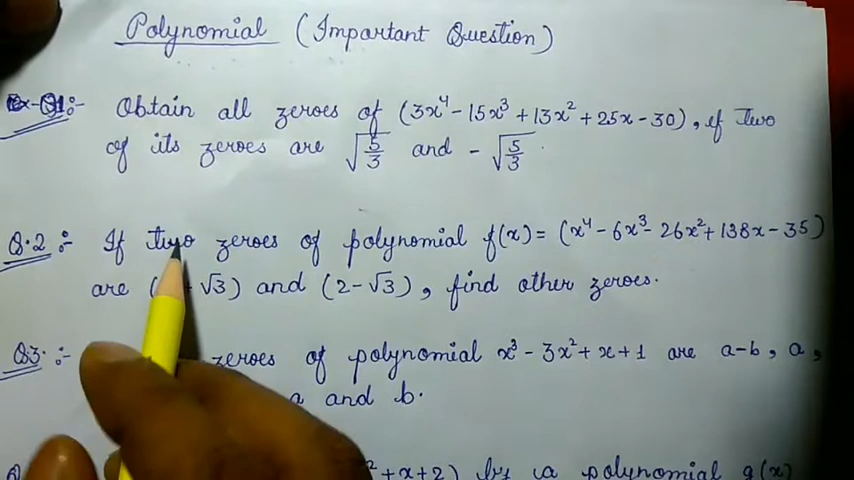 Polynomial (Important Question)
Q1:- Obtain all zeroes of (3x⁴ - 15x³ + 13x² + 25x - 30), if Two
of its zeroes are √5/3 and - √5/3.
Q.2:- If two zeroes of polynomial f(x) = (x⁴ - 6x³ - 26x² + 138x - 35)
are + √3) and (2 - √3), find other zeroes.
Q3:- zeroes of polynomial x³ - 3x² + x + 1 are a-b, a,
a and b.
² + x + 2) by a polynomial g(x)